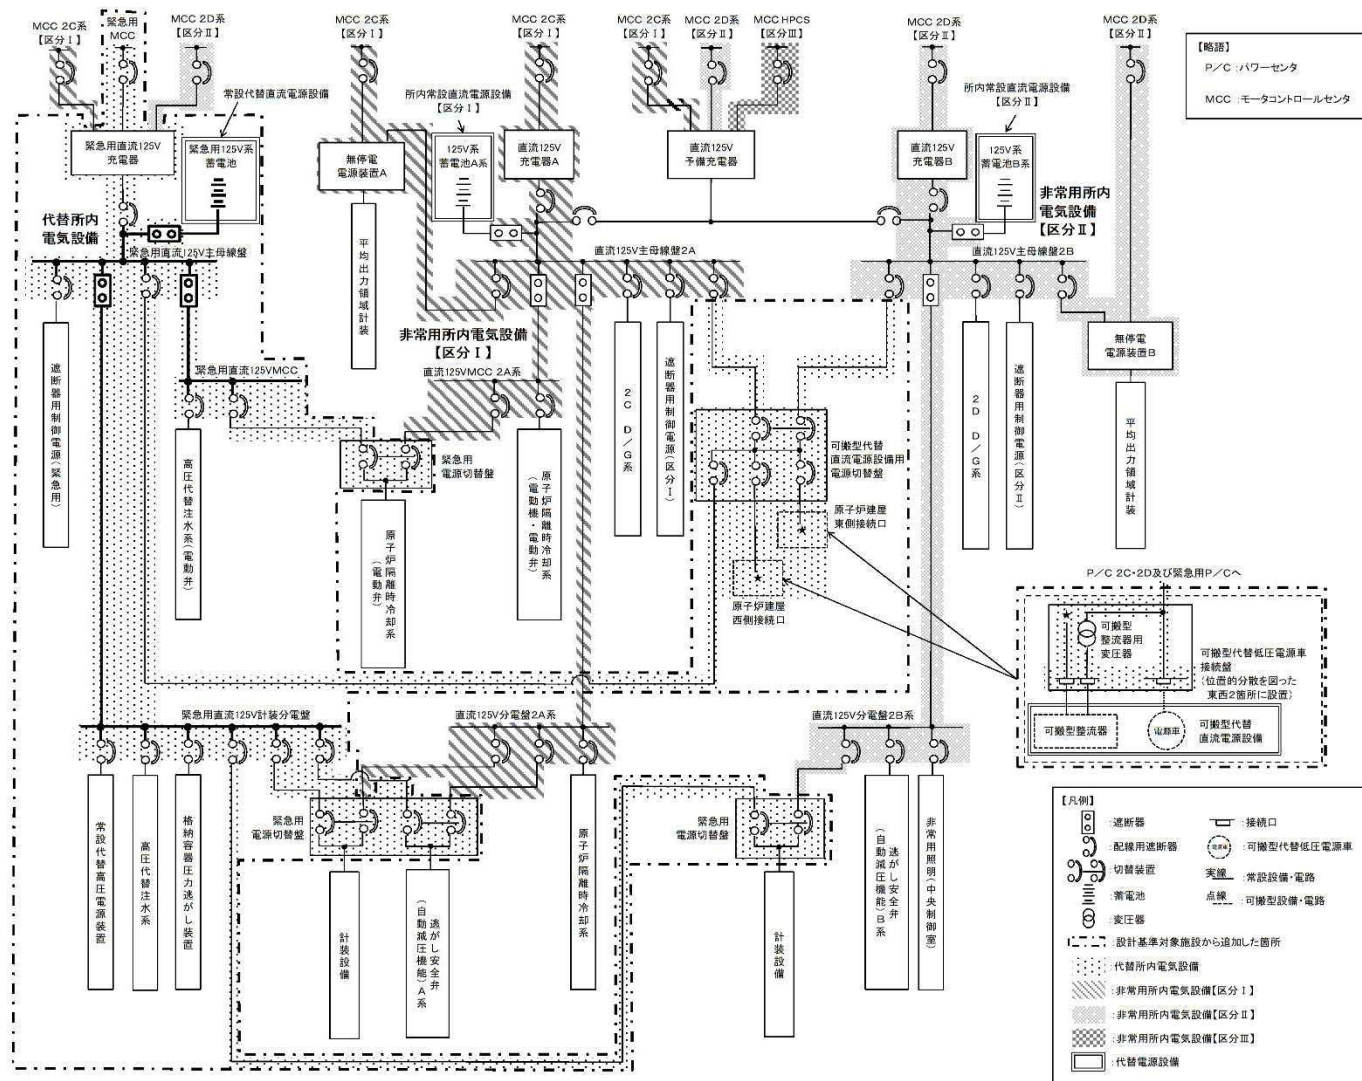 MCC 2C系
【区分Ⅰ】
緊急用
MCC
MCC 2D系
【区分Ⅱ】
MCC 2C系
【区分Ⅰ】
MCC 2C系
【区分Ⅰ】
MCC 2C系
【区分Ⅰ】
MCC 2D系
【区分Ⅱ】
MCC HPCS
【区分Ⅲ】
MCC 2D系
【区分Ⅱ】
MCC 2D系
【区分Ⅱ】
【略語】
P/C :パワーセンタ
MCC :モータコントロールセンタ
常設代替直流電源設備
所内常設直流電源設備
【区分Ⅰ】
所内常設直流電源設備
【区分Ⅱ】
緊急用直流125V
充電器
緊急用125V系
蓄電池
無停電
電源装置A
125V系
蓄電池A系
直流125V
充電器A
直流125V
予備充電器
直流125V
充電器B
125V系
蓄電池B系
非常用所内
電気設備
【区分Ⅱ】
代替所内
電気設備
緊急用直流125V主母線盤
直流125V主母線盤2A
直流125V主母線盤2B
平均出力領域計装
非常用所内電気設備
【区分Ⅰ】
無停電
電源装置B
遮断器用制御電源(緊急用)
緊急用直流125VMCC
直流125VMCC 2A系
2C D/G系
遮断器用制御電源(区分Ⅰ)
2D D/G系
遮断器用制御電源(区分Ⅱ)
平均出力領域計装
高圧代替注水系(電動弁)
緊急用
電源切替盤
原子炉隔離時冷却系
(電動弁)
原子炉隔離時冷却系
(電動機・電動弁)
可搬型代替
直流電源設備用
電源切替盤
原子炉建屋
東側接続口
原子炉建屋
西側接続口
P/C 2C・2D及び緊急用P/Cへ
可搬型
整流器用
変圧器
可搬型代替低圧電源車
接続盤
(位置的分散を図った
東西2箇所に設置)
可搬型整流器
電源車
可搬型代替
直流電源設備
緊急用直流125V計装分電盤
直流125V分電盤2A系
直流125V分電盤2B系
常設代替高圧電源装置
高圧代替注水系
格納容器圧力逃がし装置
緊急用
電源切替盤
計装設備
逃がし安全弁
(自動減圧機能)A系
原子炉隔離時冷却系
緊急用
電源切替盤
計装設備
逃がし安全弁
(自動減圧機能)B系
非常用照明(中央制御室)
【凡例】
:遮断器
:配線用遮断器
:切替装置
:蓄電池
:変圧器
:接続口
電源車
:可搬型代替低圧電源車
実線
:常設設備・電路
点線
:可搬型設備・電路
:設計基準対象施設から追加した箇所
:代替所内電気設備
:非常用所内電気設備【区分Ⅰ】
:非常用所内電気設備【区分Ⅱ】
:非常用所内電気設備【区分Ⅲ】
:代替電源設備